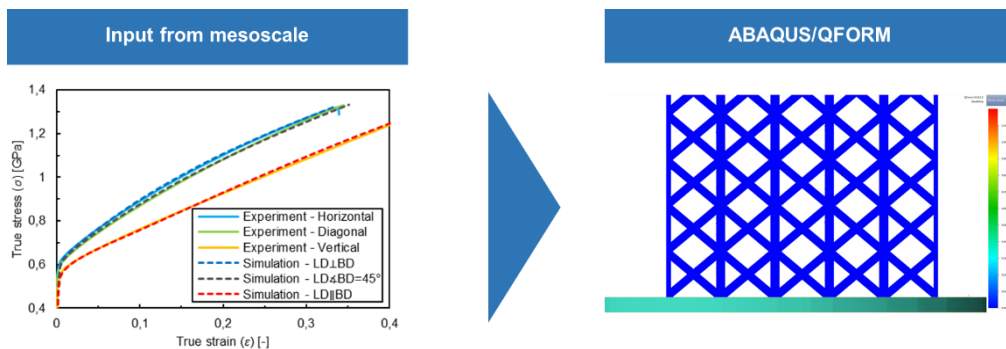 Input from mesoscale
ABAQUS/QFORM
1,4
1,2
1
0,8
0,6
0,4
True stress (σ) [GPa]
Experiment - Horizontal
Experiment - Diagonal
Experiment - Vertical
Simulation - LD⊥BD
Simulation - LD∡BD=45°
Simulation - LD∥BD
0
0,1
0,2
0,3
0,4
True strain (ε) [-]